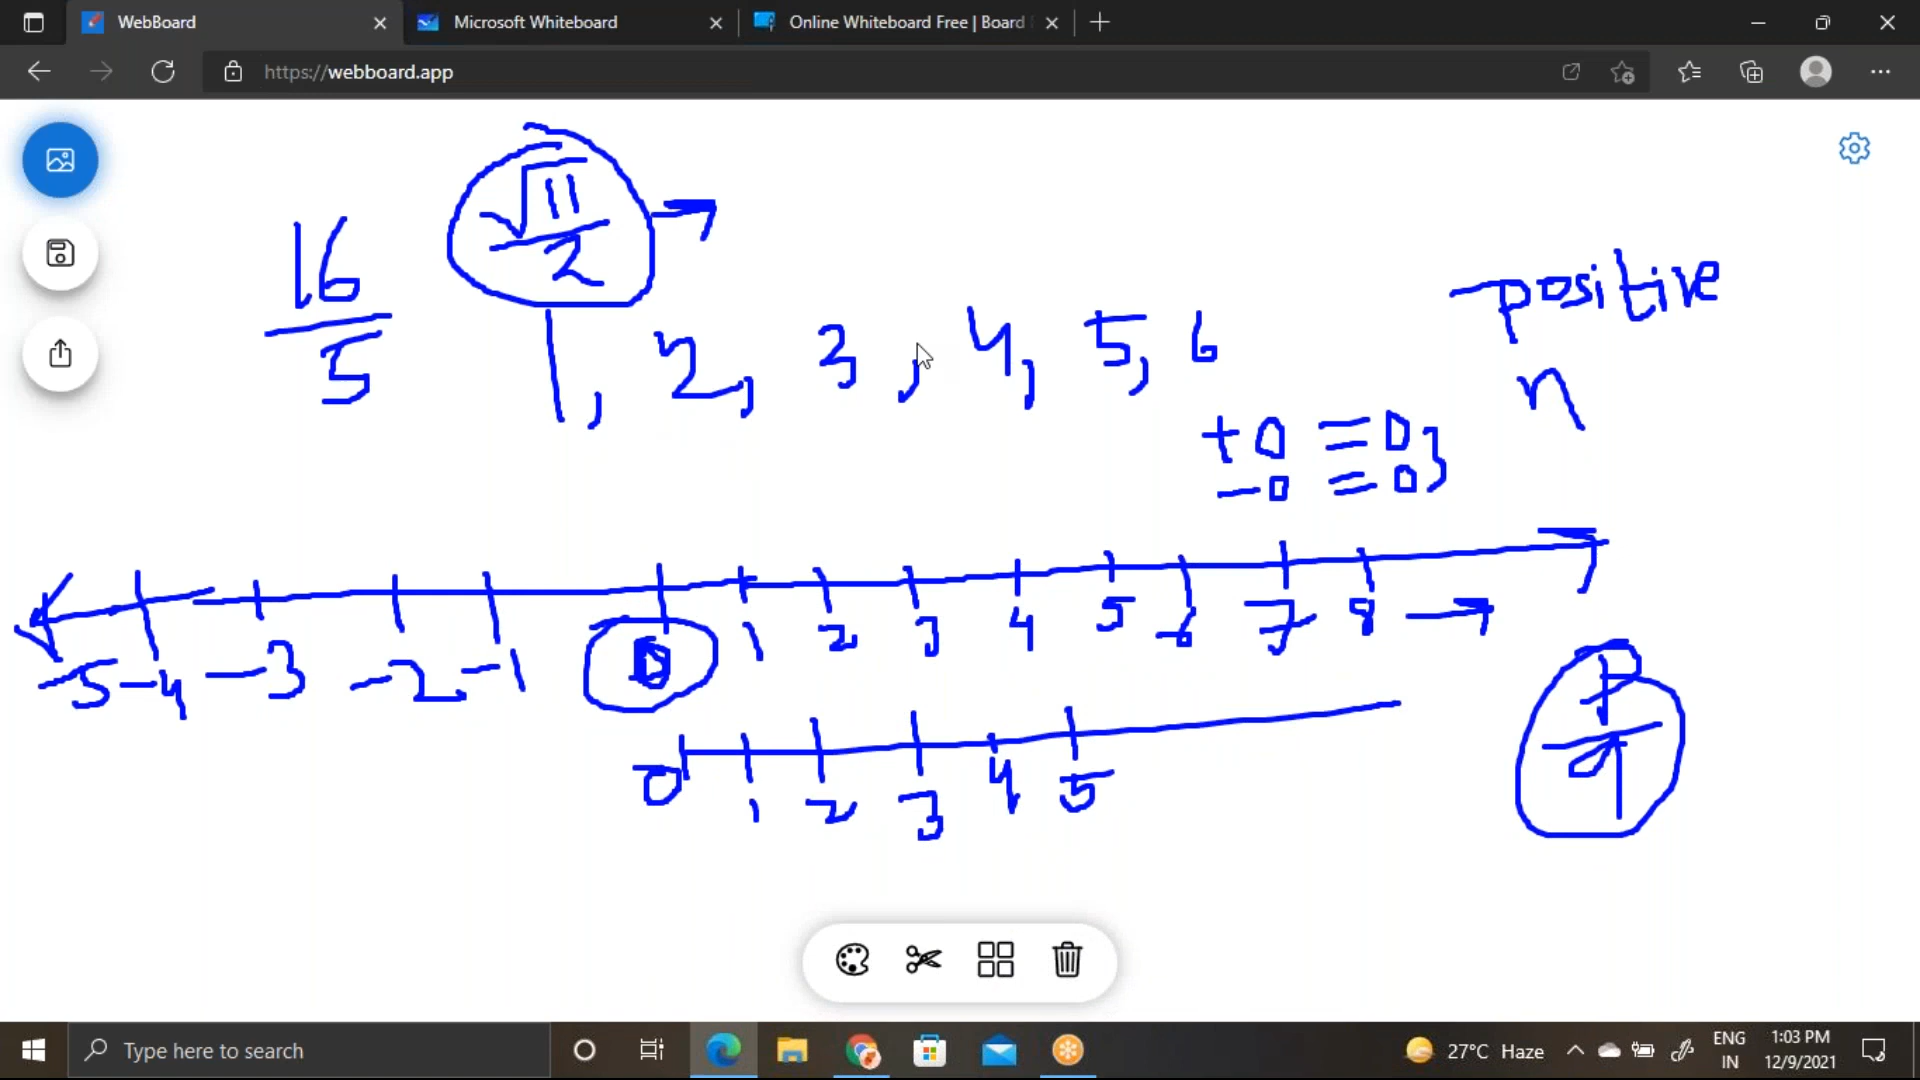 WebBoard
Microsoft Whiteboard
Online Whiteboard Free | Board
https://webboard.app
16/5
√11/2
1, 2, 3, 4, 5, 6
positive
n
+0 = 0
-0 = 0}
-5 -4 -3 -2 -1 0 1 2 3 4 5 6 7 8
0 1 2 3 4 5
p/q
Type here to search
27°C Haze
ENG
IN
1:03 PM
12/9/2021